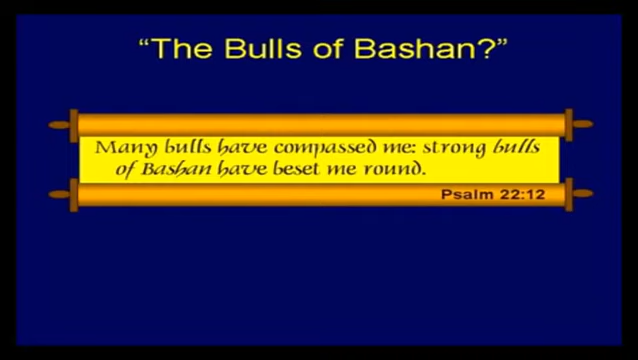 “The Bulls of Bashan?”
Many bulls have compassed me: strong bulls
of Bashan have beset me round.
Psalm 22:12